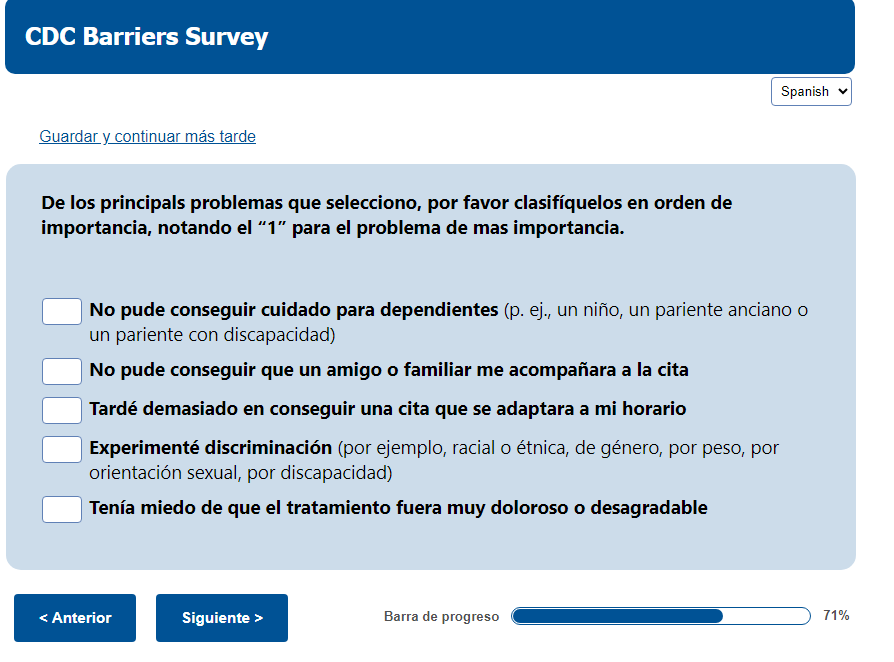 CDC Barriers Survey
Spanish
Guardar y continuar más tarde
De los principals problemas que selecciono, por favor clasifíquelos en orden de
importancia, notando el “1” para el problema de mas importancia.
No pude conseguir cuidado para dependientes (p. ej., un niño, un pariente anciano o
un pariente con discapacidad)
No pude conseguir que un amigo o familiar me acompañara a la cita
Tardé demasiado en conseguir una cita que se adaptara a mi horario
Experimenté discriminación (por ejemplo, racial o étnica, de género, por peso, por
orientación sexual, por discapacidad)
Tenía miedo de que el tratamiento fuera muy doloroso o desagradable
< Anterior
Siguiente >
Barra de progreso
71%